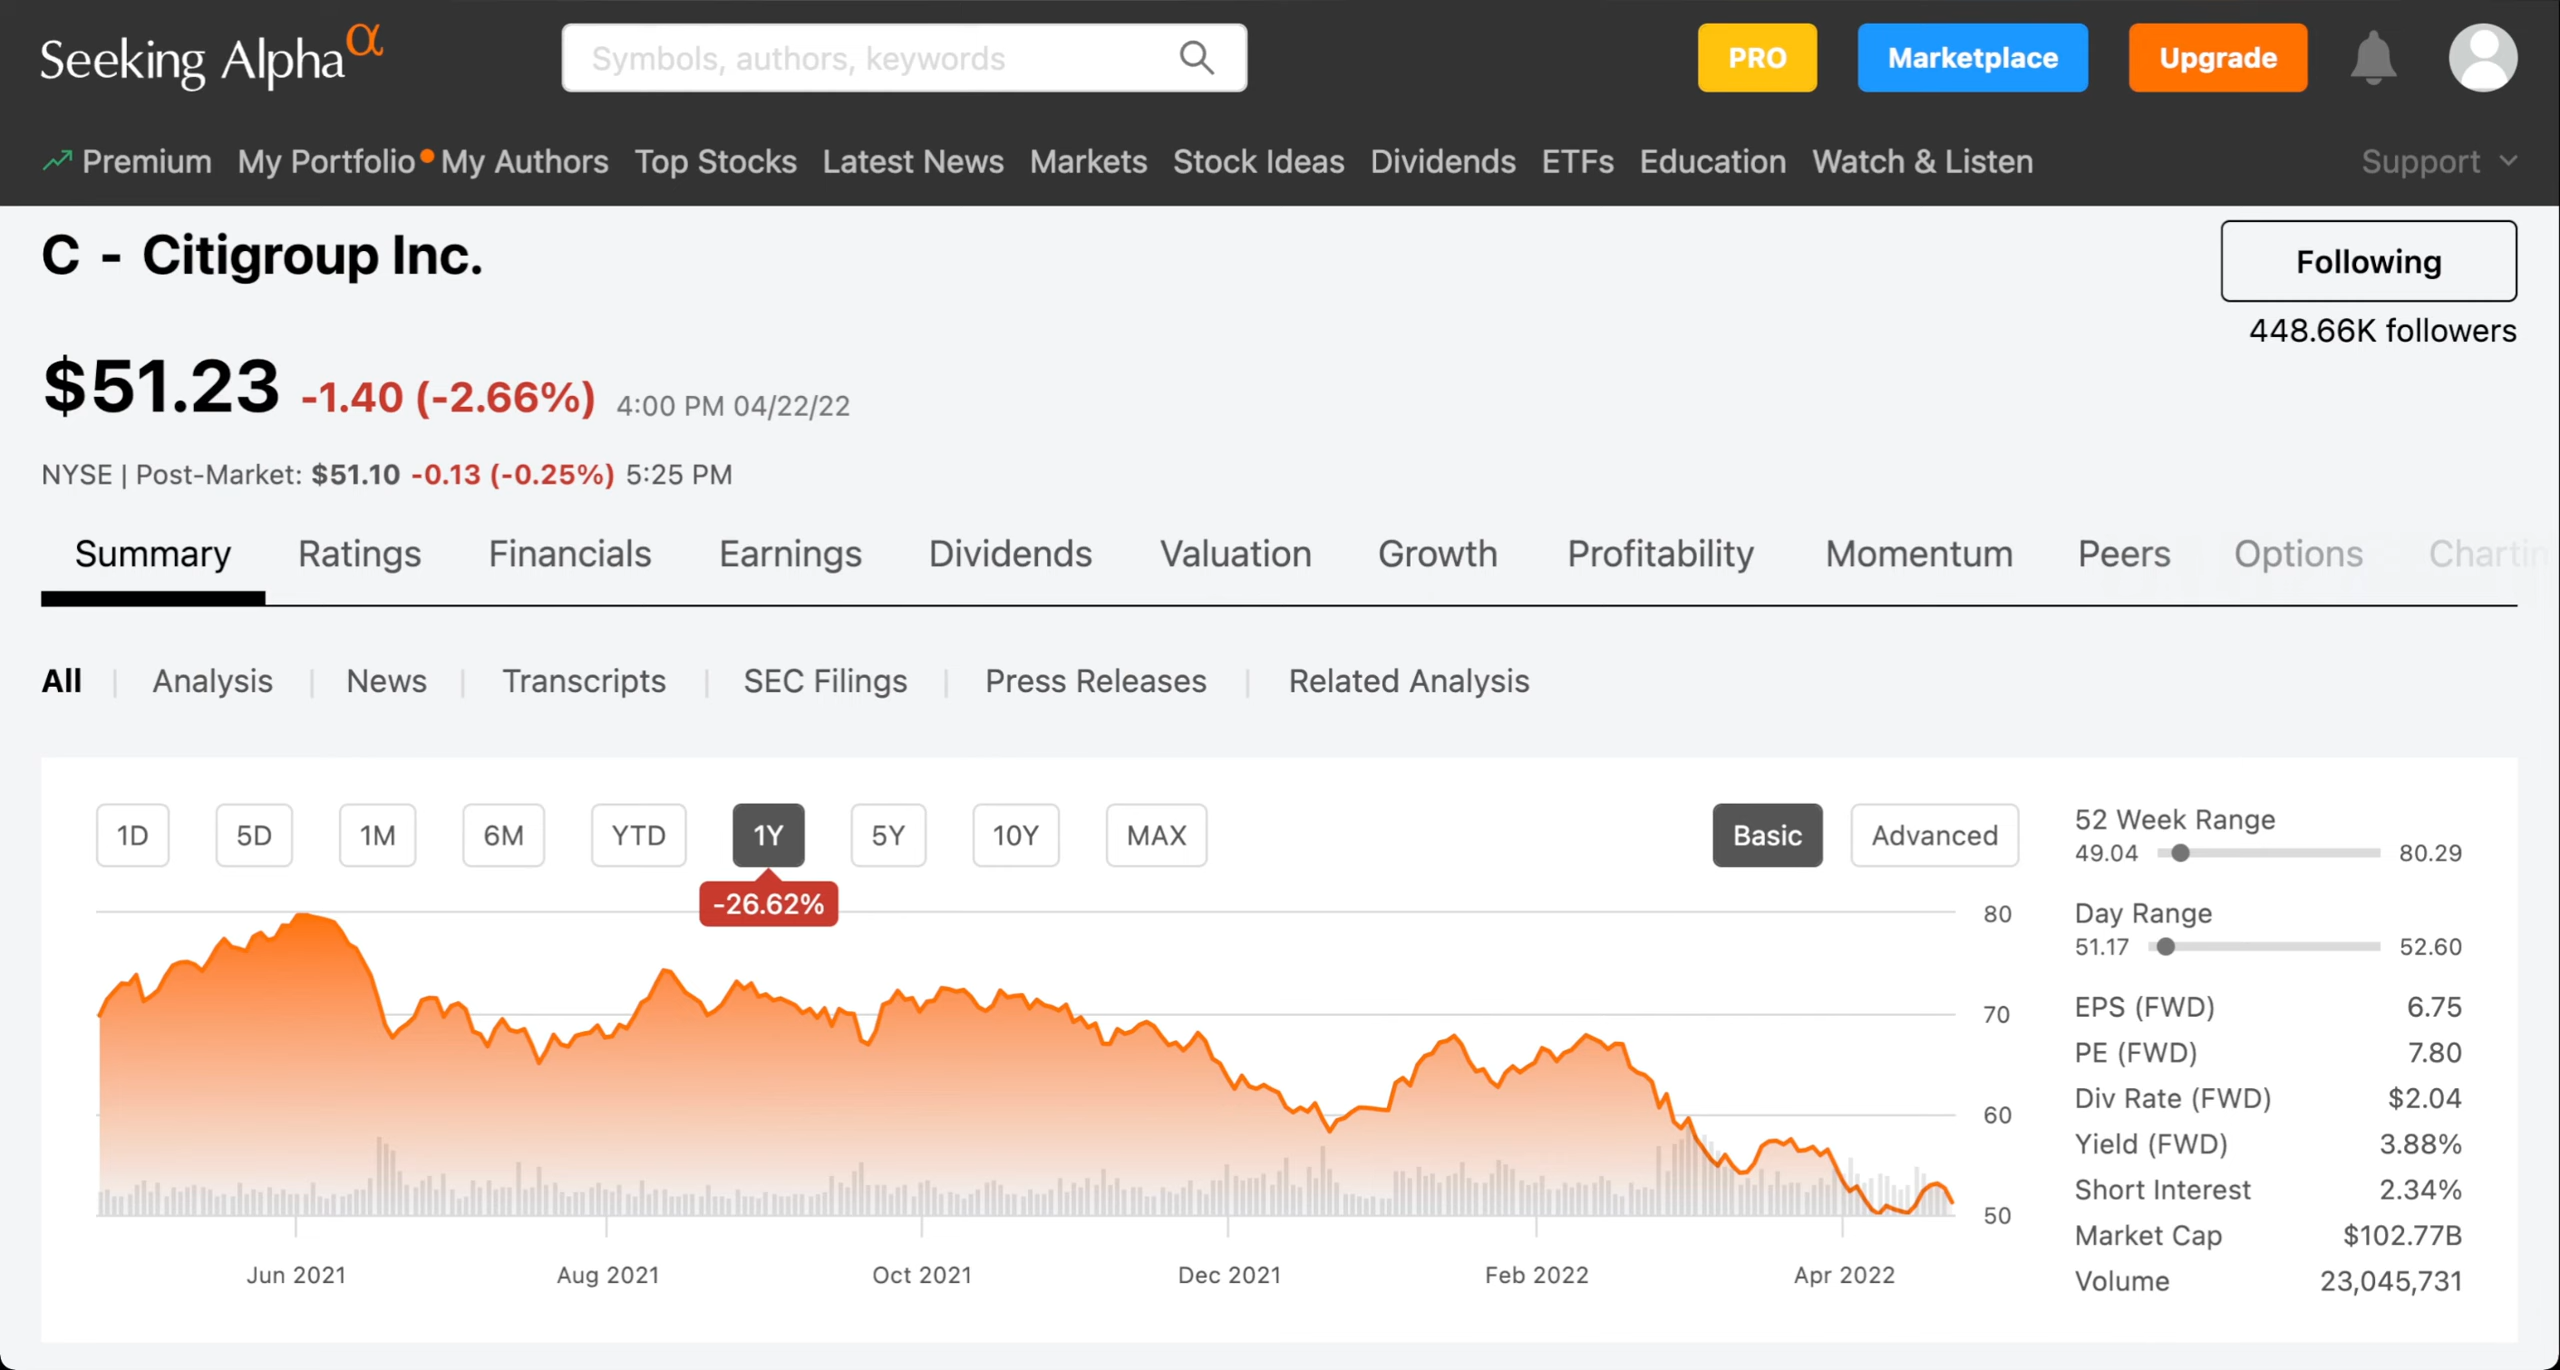 Seeking Alpha α
Symbols, authors, keywords
PRO
Marketplace
Upgrade
Premium My Portfolio My Authors Top Stocks Latest News Markets Stock Ideas Dividends ETFs Education Watch & Listen Support
C - Citigroup Inc.
Following
448.66K followers
$51.23 -1.40 (-2.66%) 4:00 PM 04/22/22
NYSE | Post-Market: $51.10 -0.13 (-0.25%) 5:25 PM
Summary Ratings Financials Earnings Dividends Valuation Growth Profitability Momentum Peers Options Chartin
All | Analysis | News | Transcripts | SEC Filings | Press Releases | Related Analysis
1D 5D 1M 6M YTD 1Y 5Y 10Y MAX
-26.62%
Basic Advanced
80
70
60
50
Jun 2021 Aug 2021 Oct 2021 Dec 2021 Feb 2022 Apr 2022
52 Week Range
49.04 80.29
Day Range
51.17 52.60
EPS (FWD) 6.75
PE (FWD) 7.80
Div Rate (FWD) $2.04
Yield (FWD) 3.88%
Short Interest 2.34%
Market Cap $102.77B
Volume 23,045,731